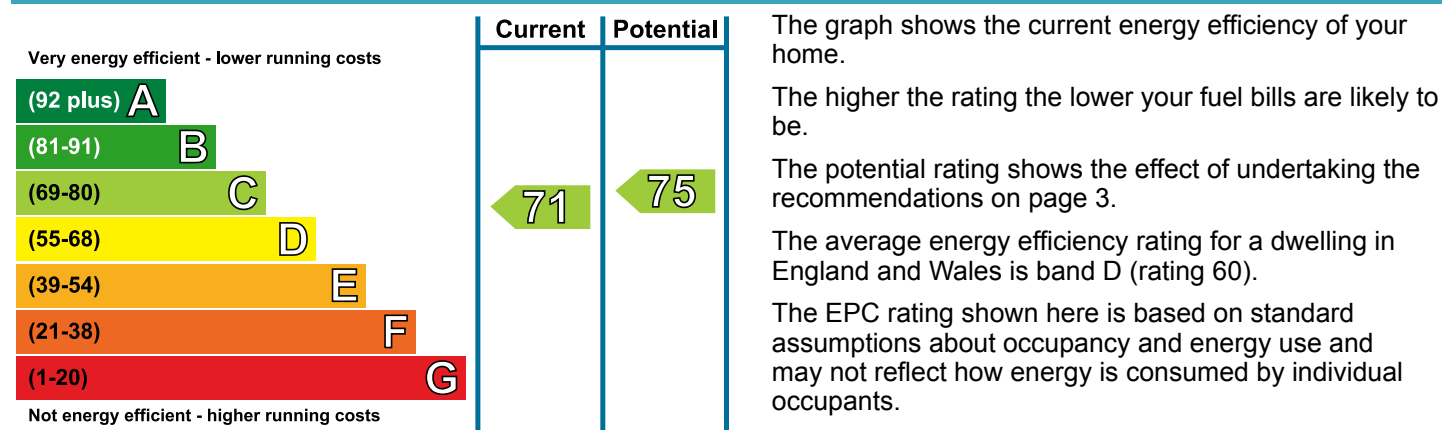 Current Potential
Very energy efficient - lower running costs
(92 plus) A
(81-91) B
(69-80) C
(55-68) D
(39-54) E
(21-38) F
(1-20) G
Not energy efficient - higher running costs
71
75
The graph shows the current energy efficiency of your
home.
The higher the rating the lower your fuel bills are likely to
be.
The potential rating shows the effect of undertaking the
recommendations on page 3.
The average energy efficiency rating for a dwelling in
England and Wales is band D (rating 60).
The EPC rating shown here is based on standard
assumptions about occupancy and energy use and
may not reflect how energy is consumed by individual
occupants.